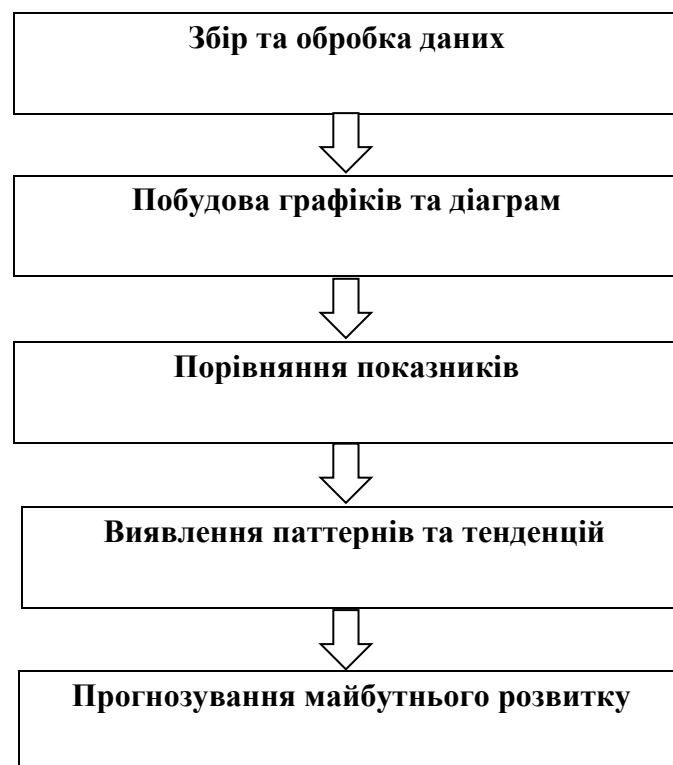 Збір та обробка даних
Побудова графіків та діаграм
Порівняння показників
Виявлення паттернів та тенденцій
Прогнозування майбутнього розвитку